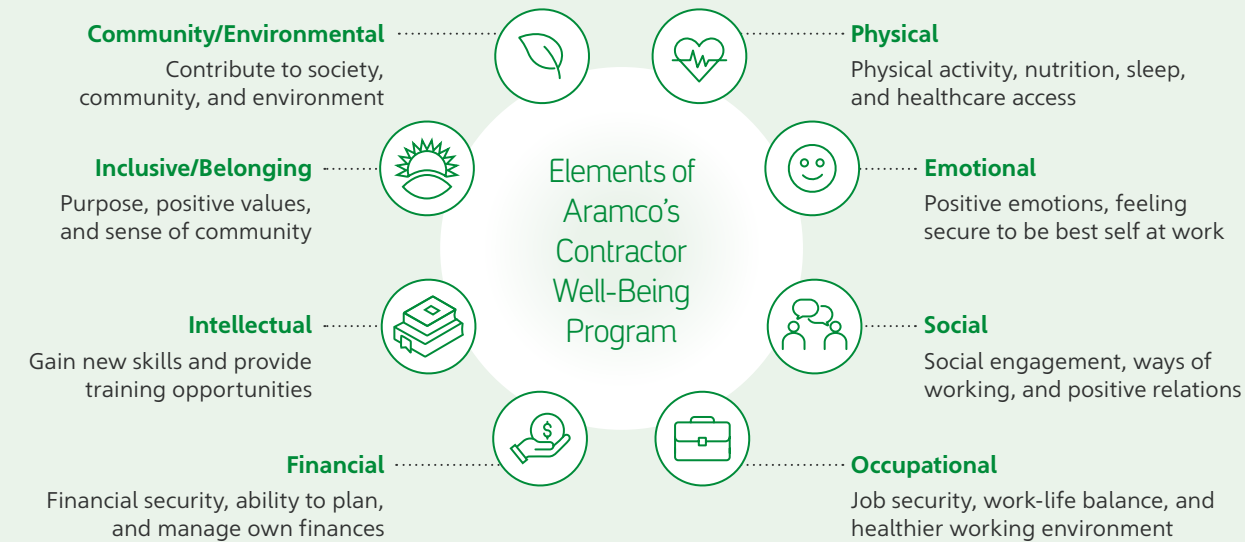 Community/Environmental
Contribute to society,
community, and environment
Inclusive/Belonging
Purpose, positive values,
and sense of community
Intellectual
Gain new skills and provide
training opportunities
Financial
Financial security, ability to plan,
and manage own finances
Elements of
Aramco's
Contractor
Well-Being
Program
$
Physical
Physical activity, nutrition, sleep,
and healthcare access
Emotional
Positive emotions, feeling
secure to be best self at work
Social
Social engagement, ways of
working, and positive relations
Occupational
Job security, work-life balance, and
healthier working environment